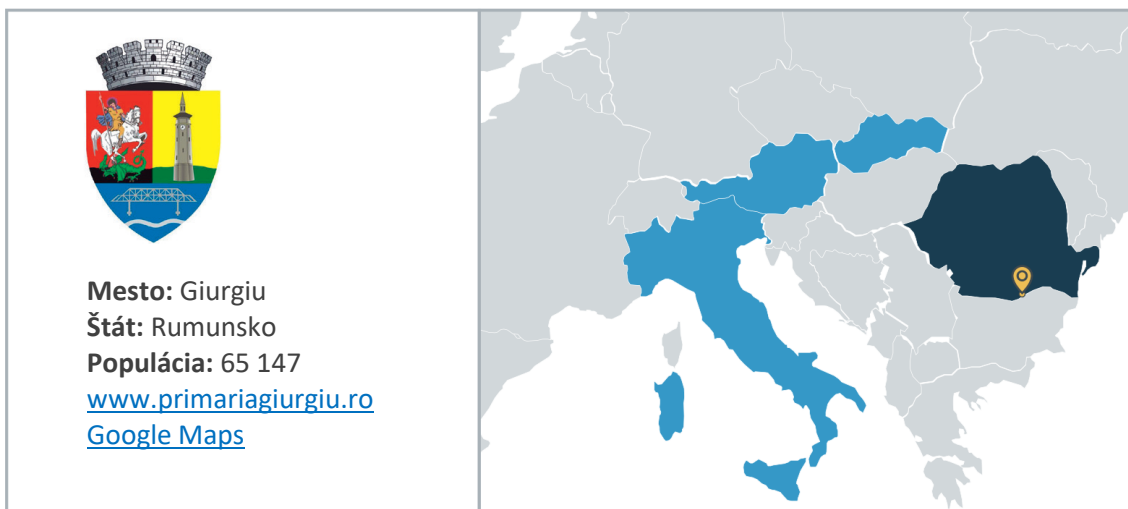 Mesto: Giurgiu
Štát: Rumunsko
Populácia: 65 147
www.primariagiurgiu.ro
Google Maps